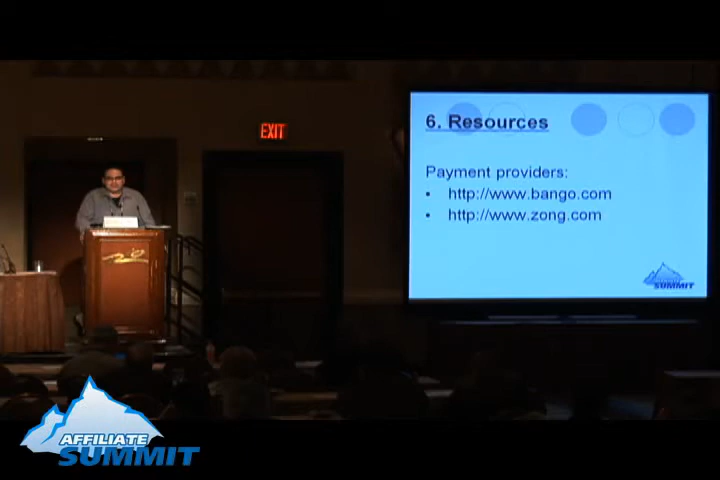 EXIT
6. Resources
Payment providers:
• http://www.bango.com
• http://www.zong.com
SUMMIT
AFFILIATE
SUMMIT